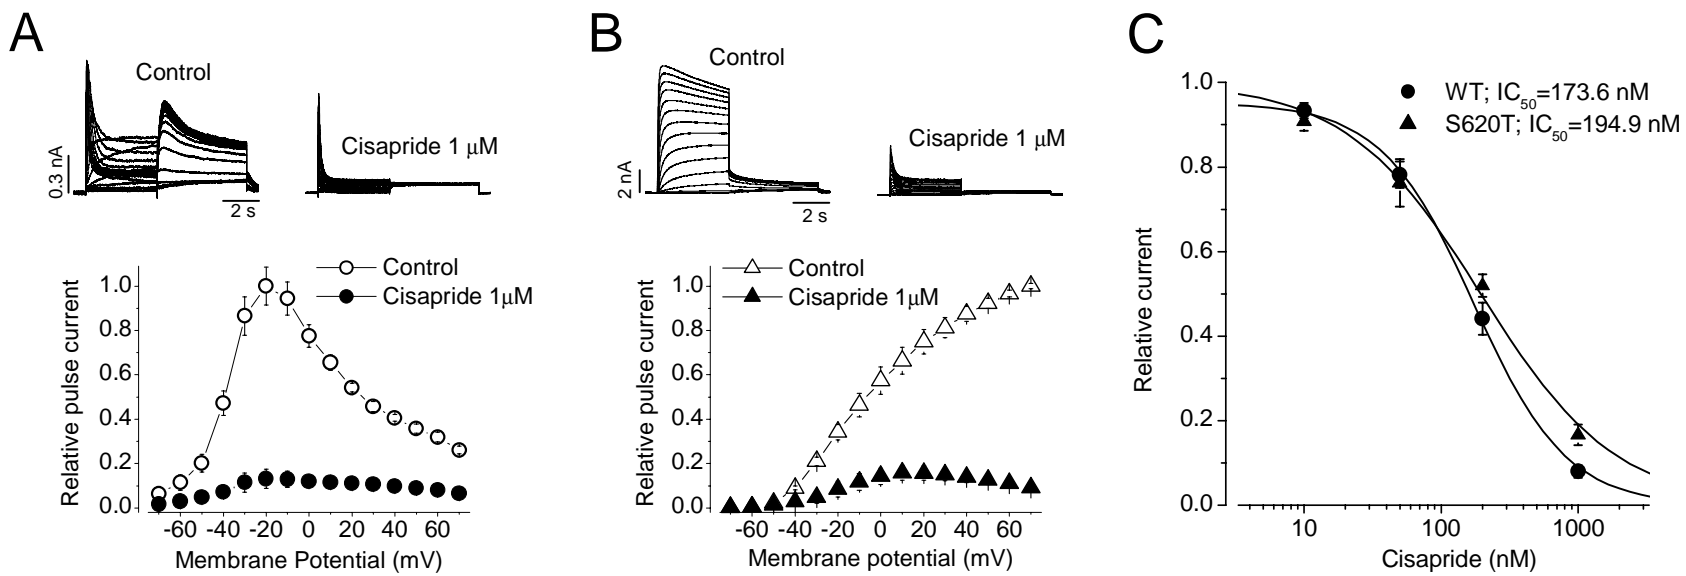 A
Control
Cisapride 1 μM
0.3 nA
2 s
Control
Cisapride 1μM
Relative pulse current
1.0
0.8
0.6
0.4
0.2
0.0
-60 -40 -20 0 20 40 60
Membrane Potential (mV)
B
Control
Cisapride 1 μM
2 nA
2 s
Control
Cisapride 1μM
Relative pulse current
1.0
0.8
0.6
0.4
0.2
0.0
-60 -40 -20 0 20 40 60
Membrane potential (mV)
C
WT; IC50=173.6 nM
S620T; IC50=194.9 nM
Relative current
1.0
0.8
0.6
0.4
0.2
0.0
10 100 1000
Cisapride (nM)